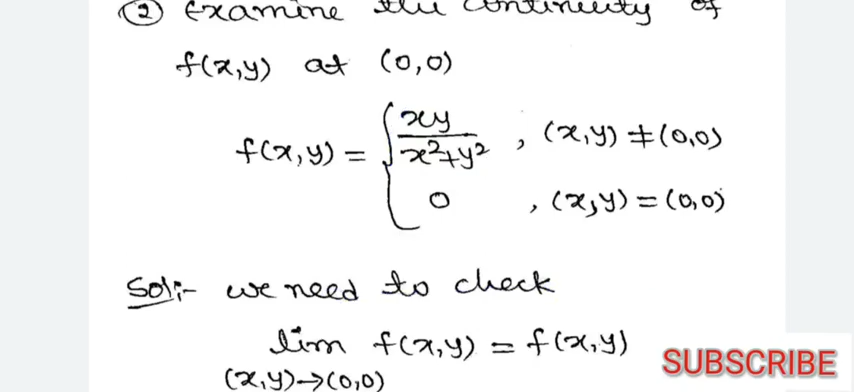 ② Examine the continuity of
f(x,y) at (0,0)
f(x,y) = { xy / x²+y² , (x,y) ≠ (0,0)
0 , (x,y) = (0,0)
Sol:- we need to check
lim f(x,y) = f(x,y)
(x,y)→(0,0)
SUBSCRIBE